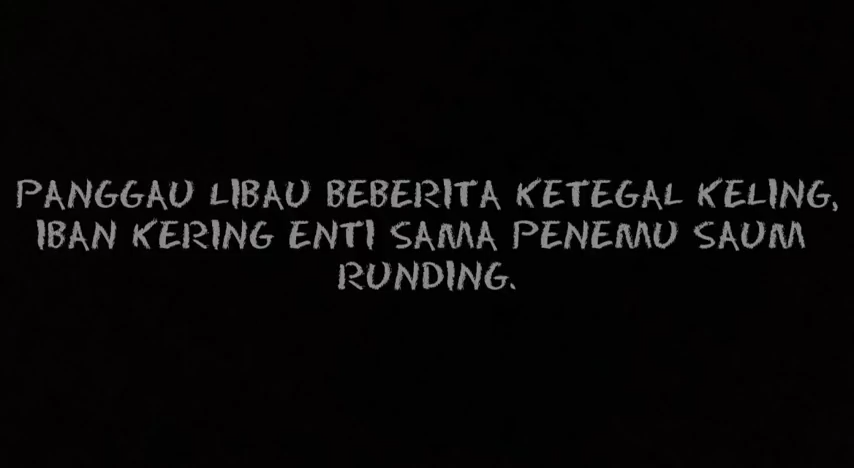 PANGGAU LIBAU BEBERITA KETEGAL KELING,
IBAN KERING ENTI SAMA PENEMU SAUM
RUNDING.